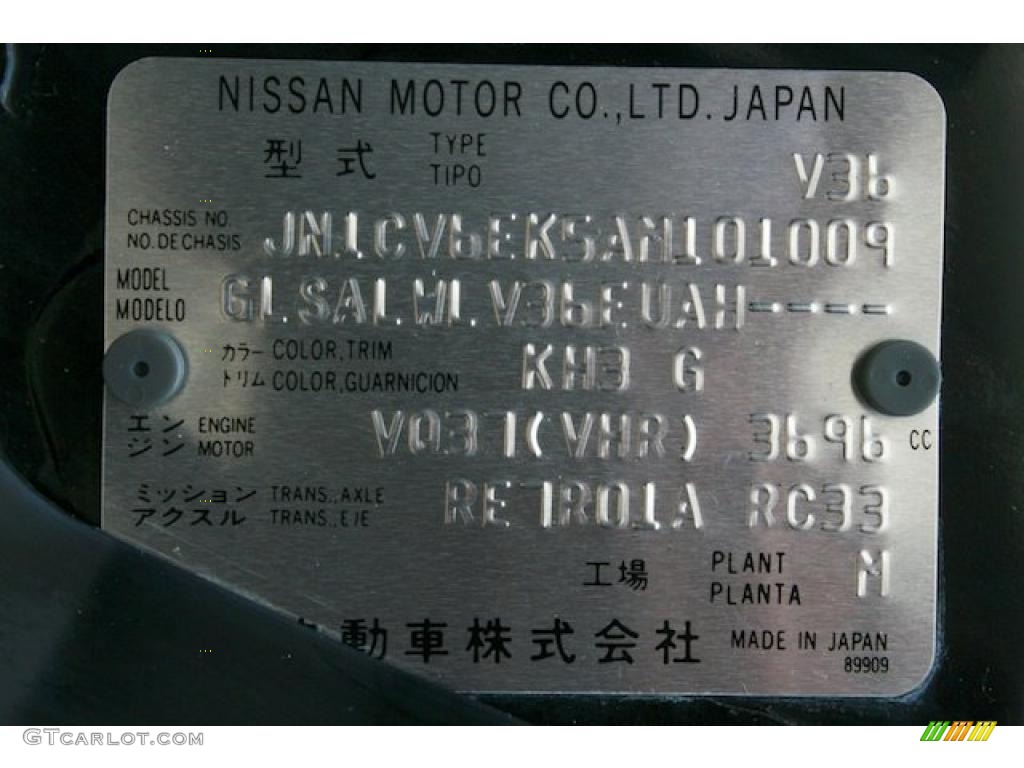 NISSAN MOTOR CO.,LTD. JAPAN
型式 TYPE TIPO V36
CHASSIS NO. NO.DE CHASIS JN1CV6EK5AM101009
MODEL MODELO GLSALWLV36EUAH----
カラー COLOR,TRIM
トリム COLOR,GUARNICION KH3 G
エンジン ENGINE MOTOR VQ37(VHR) 3696 CC
ミッション TRANS.,AXLE
アクスル TRANS.,EJE RE7R01A RC33
工場 PLANT PLANTA M
動車株式会社 MADE IN JAPAN
89909
GTCARLOT.COM